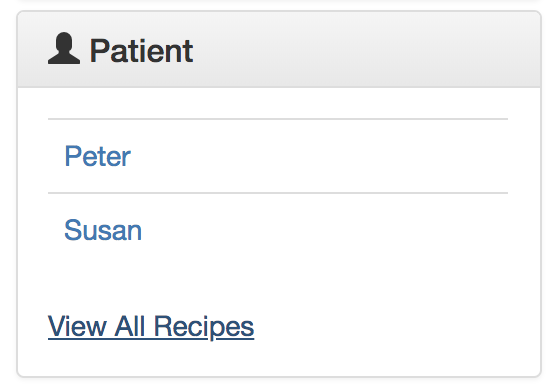 Patient
Peter
Susan
View All Recipes